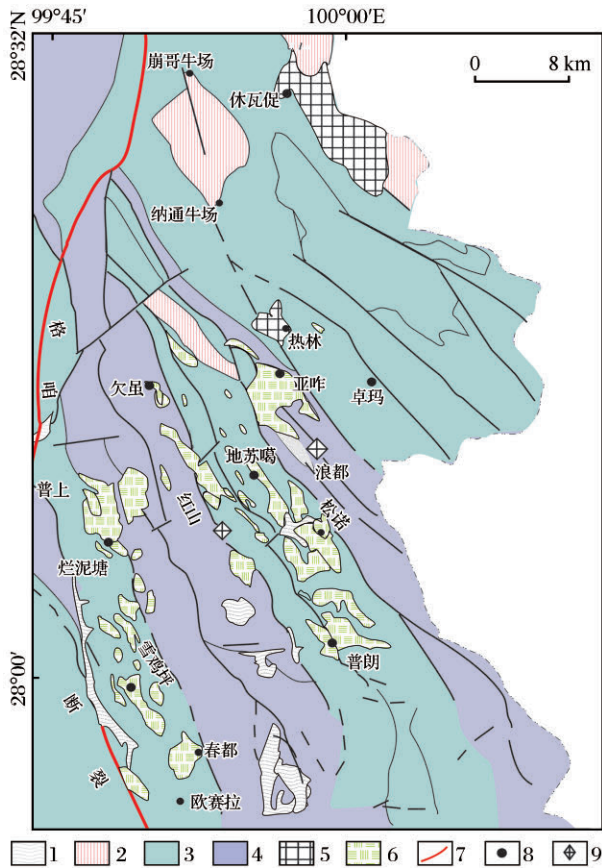 99°45′
100°00′E
28°32′N
0 8 km
崩哥牛场
休瓦促
纳通牛场
热林
格
咱
亚咋
欠虽
卓玛
地苏噶
浪都
普上
红山
松诺
烂泥塘
普朗
28°00′
雪鸡坪
断
春都
裂
欧赛拉
1 2 3 4 5 6 7 8 9